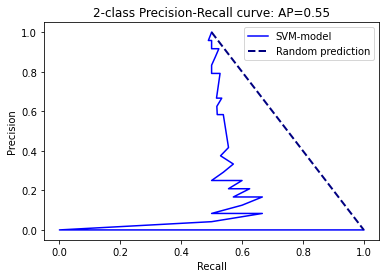 2-class Precision-Recall curve: AP=0.55
SVM-model
Random prediction
Precision
1.0
0.8
0.6
0.4
0.2
0.0
0.0 0.2 0.4 0.6 0.8 1.0
Recall